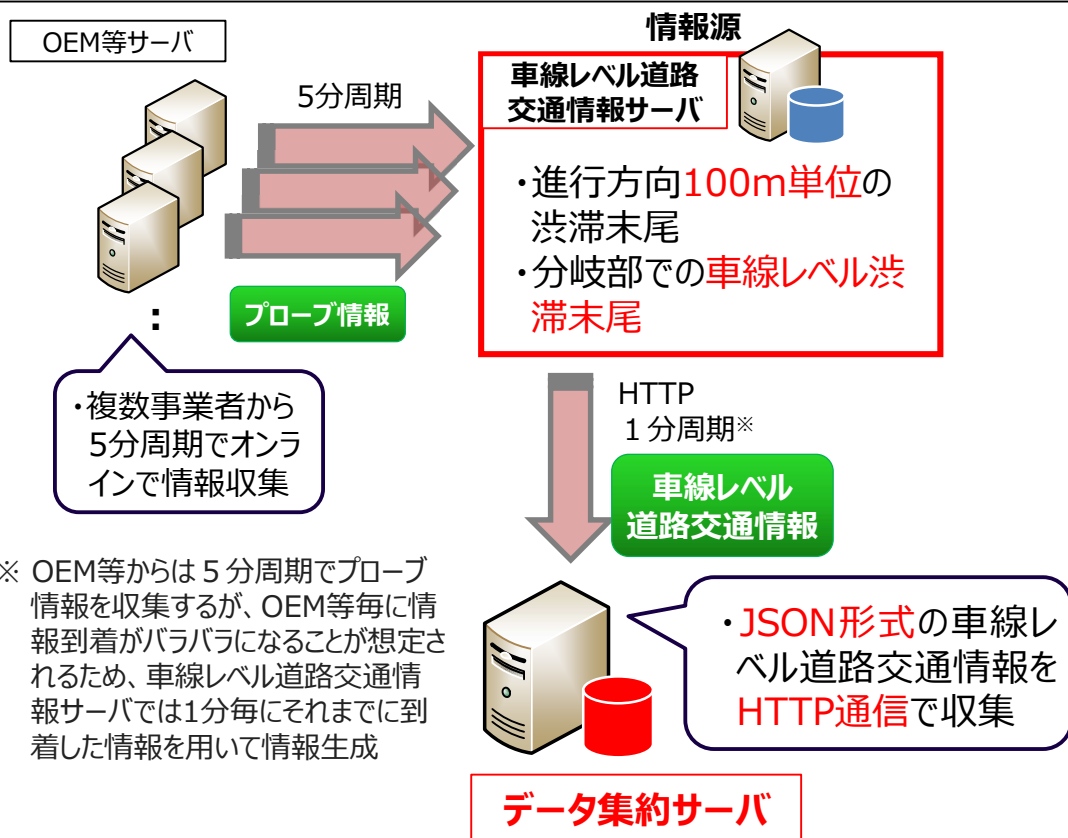 OEM等サーバ
情報源
5分周期
車線レベル道路
交通情報サーバ
・進行方向100m単位の
渋滞末尾
・分岐部での車線レベル渋
滞末尾
プローブ情報
:
・複数事業者から
5分周期でオンラ
インで情報収集
HTTP
１分周期※
車線レベル
道路交通情報
※ OEM等からは５分周期でプローブ
情報を収集するが、OEM等毎に情
報到着がバラバラになることが想定さ
れるため、車線レベル道路交通情
報サーバでは1分毎にそれまでに到
着した情報を用いて情報生成
・JSON形式の車線レ
ベル道路交通情報を
HTTP通信で収集
データ集約サーバ